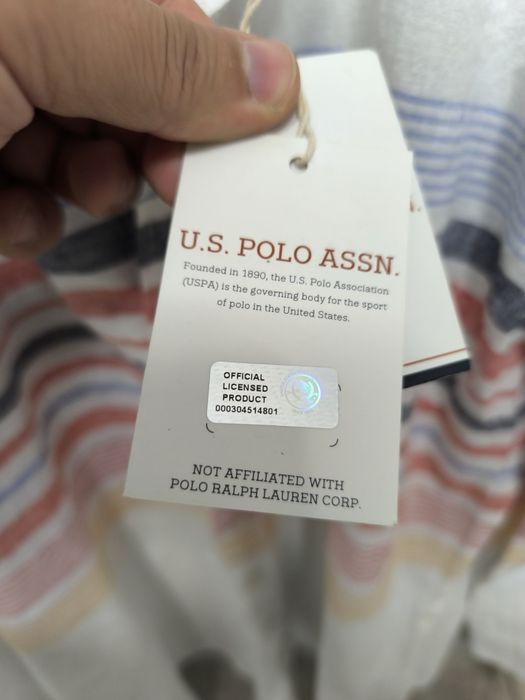 U.S. POLO ASSN.
Founded in 1890, the U.S. Polo Association
(USPA) is the governing body for the sport
of polo in the United States.
OFFICIAL
LICENSED
PRODUCT
000304514801
NOT AFFILIATED WITH
POLO RALPH LAUREN CORP.